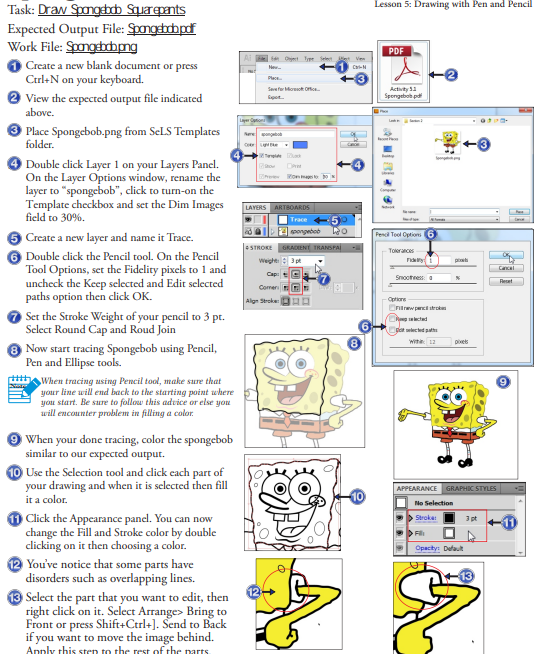 Lesson 5: Drawing with Pen and Pencil
Task: Draw Spongebob Squarepants
Expected Output File: Spongebob.pdf
Work File: Spongebob.png
1 Create a new blank document or press
Ctrl+N on your keyboard.
2 View the expected output file indicated
above.
3 Place Spongebob.png from SeLS Templates
folder.
4 Double click Layer 1 on your Layers Panel.
On the Layer Options window, rename the
layer to "spongebob", click to turn-on the
Template checkbox and set the Dim Images
field to 30%.
5 Create a new layer and name it Trace.
6 Double click the Pencil tool. On the Pencil
Tool Options, set the Fidelity pixels to 1 and
uncheck the Keep selected and Edit selected
paths option then click OK.
7 Set the Stroke Weight of your pencil to 3 pt.
Select Round Cap and Roud Join
8 Now start tracing Spongebob using Pencil,
Pen and Ellipse tools.
When tracing using Pencil tool, make sure that
your line will end back to the starting point where
you start. Be sure to follow this advice or else you
will encounter problem in filling a color.
9 When your done tracing, color the spongebob
similar to our expected output.
10 Use the Selection tool and click each part of
your drawing and when it is selected then fill
it a color.
11 Click the Appearance panel. You can now
change the Fill and Stroke color by double
clicking on it then choosing a color.
12 You've notice that some parts have
disorders such as overlapping lines.
13 Select the part that you want to edit, then
right click on it. Select Arrange> Bring to
Front or press Shift+Ctrl+]. Send to Back
if you want to move the image behind.
Apply this step to the rest of the parts.
Ai File Edit Object Type Select Effect View
New... 1 Ctrl+N
Place... 3
Save for Microsoft Office...
Export...
PDF
Activity 5.1
Spongebob.pdf
2
Layer Options
Name: spongebob OK
Color: Light Blue Cancel
4 Template Lock
Show Print 4
Preview Dim Images to: 30 %
Place
Look in: Section 2
Recent Places
Desktop
Libraries
Computer
Network
Spongebob.png
3
File name: Place
Files of type: All Formats Cancel
LAYERS ARTBOARDS
Trace 5
spongebob
STROKE GRADIENT TRANSPA
Weight: 3 pt
Cap:
Corner:
Align Stroke:
7
Pencil Tool Options 6
Tolerances
Fidelity: 1 pixels OK
Cancel
Smoothness: 0 % Reset
Options
Fill new pencil strokes
Keep selected
6 Edit selected paths
Within: 12 pixels
8
9
10
APPEARANCE GRAPHIC STYLES
No Selection
Stroke: 3 pt 11
Fill:
Opacity: Default
12
13